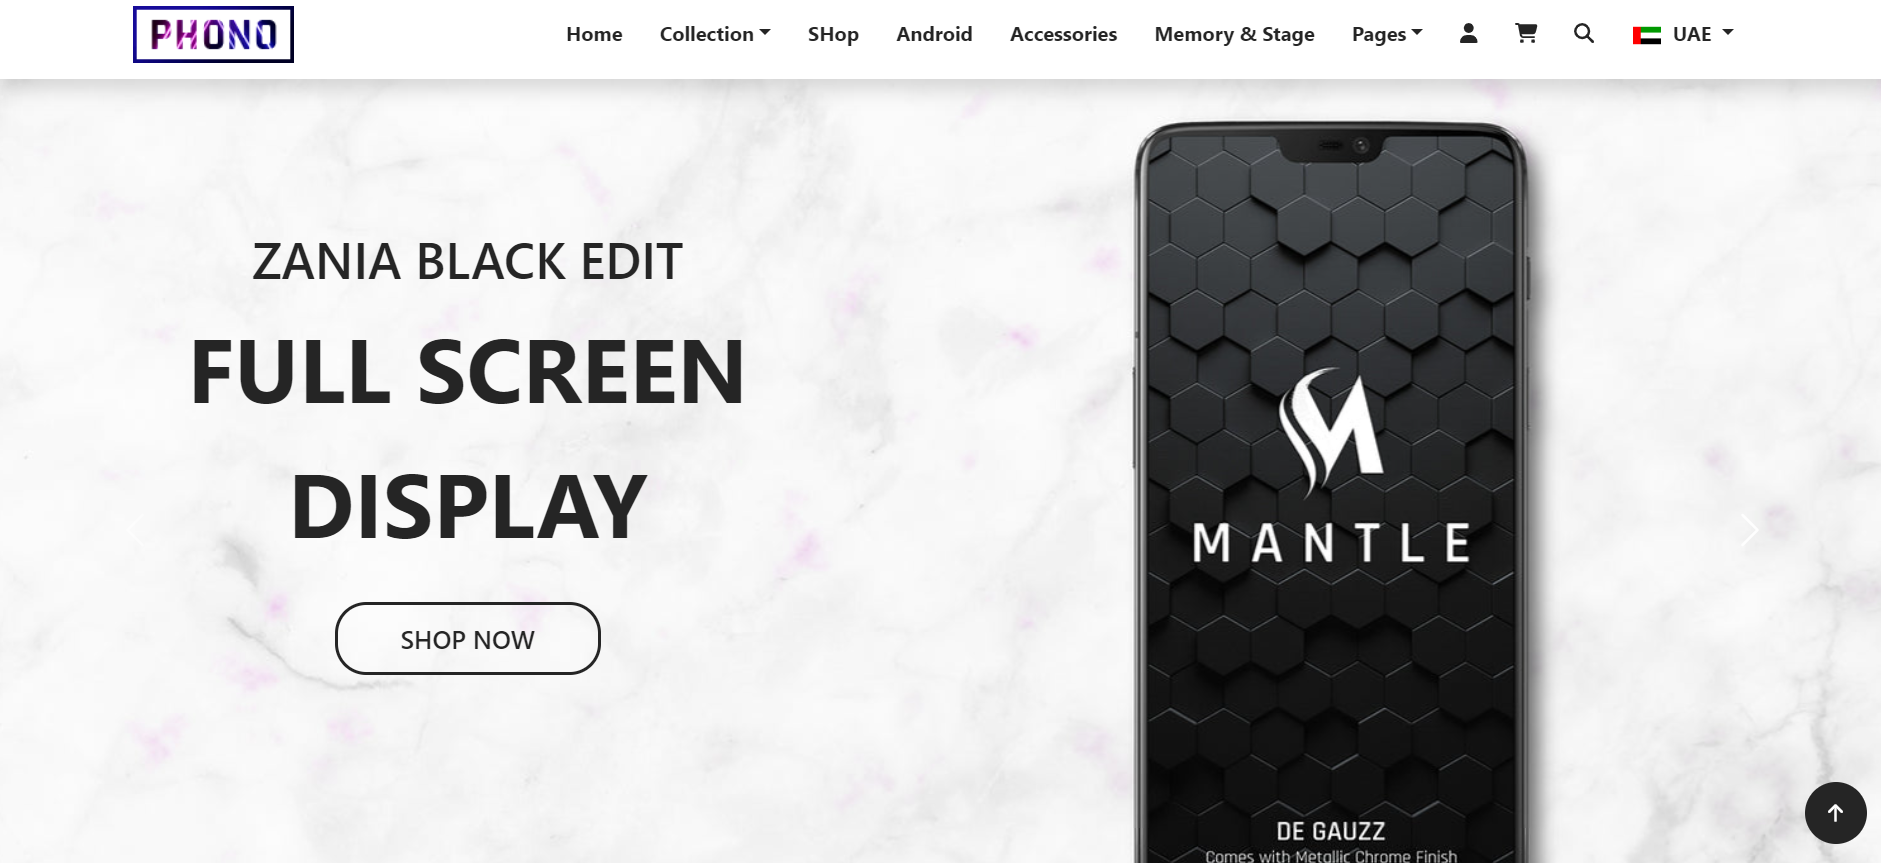 PHONO
Home Collection SHop Android Accessories Memory & Stage Pages UAE
ZANIA BLACK EDIT
FULL SCREEN
DISPLAY
SHOP NOW
MANTLE
DE GAUZZ
Comes with Metallic Chrome Finish